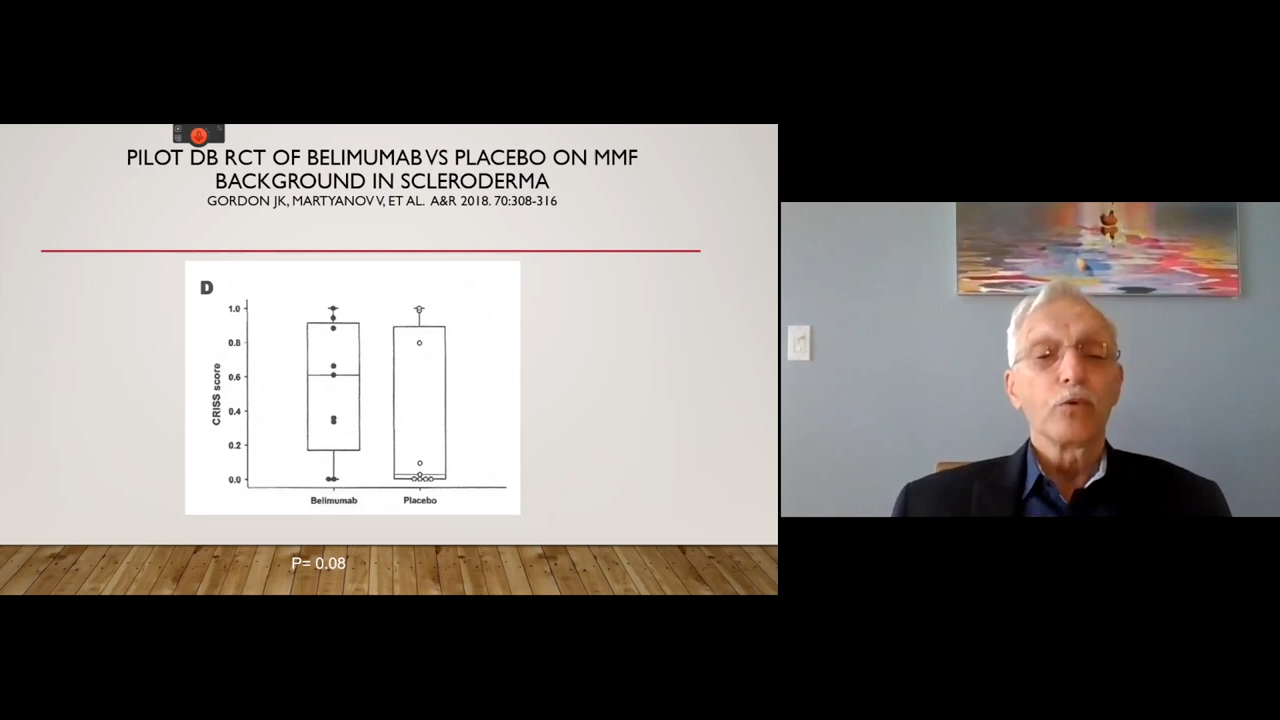 PILOT DB RCT OF BELIMUMAB VS PLACEBO ON MMF
BACKGROUND IN SCLERODERMA
GORDON JK, MARTYANOV V, ET AL. A&R 2018. 70:308-316
D
CRISS score
1.0
0.8
0.6
0.4
0.2
0.0
Belimumab Placebo
P= 0.08